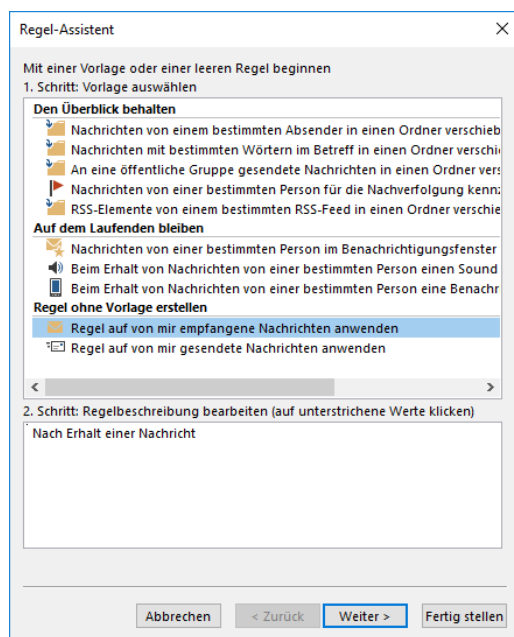 Regel-Assistent
Mit einer Vorlage oder einer leeren Regel beginnen
1. Schritt: Vorlage auswählen
Den Überblick behalten
Nachrichten von einem bestimmten Absender in einen Ordner verschieb
Nachrichten mit bestimmten Wörtern im Betreff in einen Ordner verschi
An eine öffentliche Gruppe gesendete Nachrichten in einen Ordner vers
Nachrichten von einer bestimmten Person für die Nachverfolgung kennz
RSS-Elemente von einem bestimmten RSS-Feed in einen Ordner verschie
Auf dem Laufenden bleiben
Nachrichten von einer bestimmten Person im Benachrichtigungsfenster
Beim Erhalt von Nachrichten von einer bestimmten Person einen Sound
Beim Erhalt von Nachrichten von einer bestimmten Person eine Benachr
Regel ohne Vorlage erstellen
Regel auf von mir empfangene Nachrichten anwenden
Regel auf von mir gesendete Nachrichten anwenden
2. Schritt: Regelbeschreibung bearbeiten (auf unterstrichene Werte klicken)
Nach Erhalt einer Nachricht
Abbrechen < Zurück Weiter > Fertig stellen